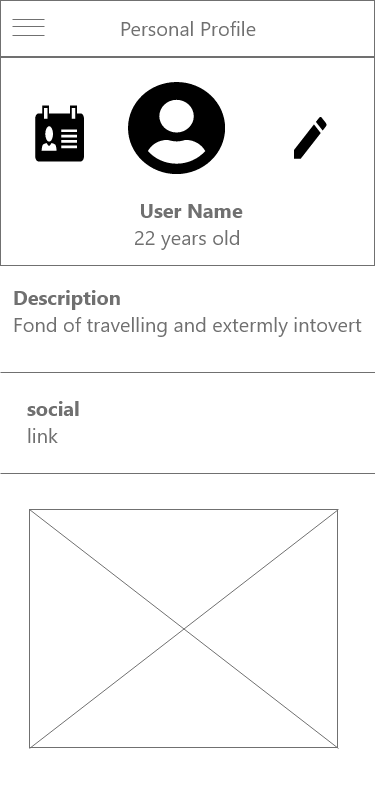 Personal Profile
User Name
22 years old
Description
Fond of travelling and extermly intovert
social
link